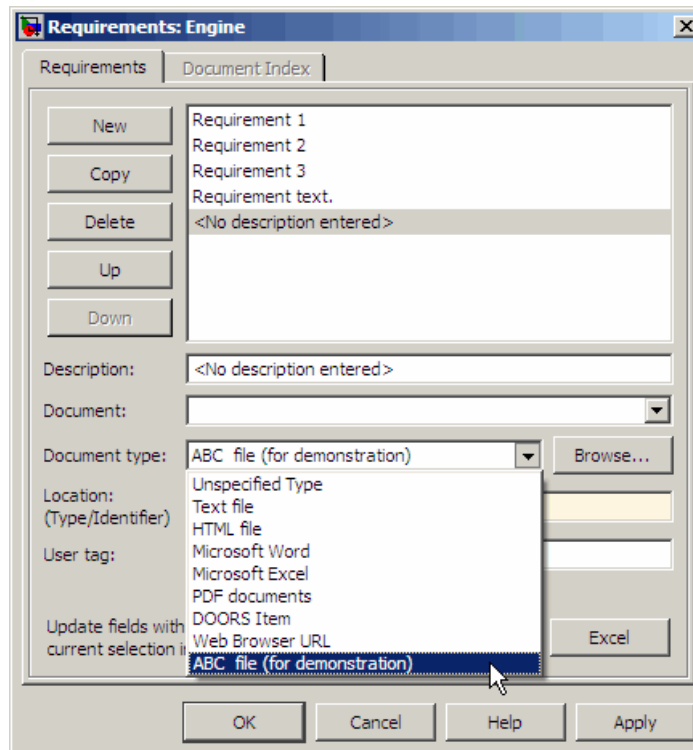 Requirements: Engine
Requirements
Document Index
New
Copy
Delete
Up
Down
Requirement 1
Requirement 2
Requirement 3
Requirement text.
<No description entered>
Description:
<No description entered>
Document:
Document type:
ABC file (for demonstration)
Browse...
Location:
(Type/Identifier)
User tag:
Unspecified Type
Text file
HTML file
Microsoft Word
Microsoft Excel
PDF documents
DOORS Item
Web Browser URL
ABC file (for demonstration)
Update fields with
current selection
Excel
OK
Cancel
Help
Apply